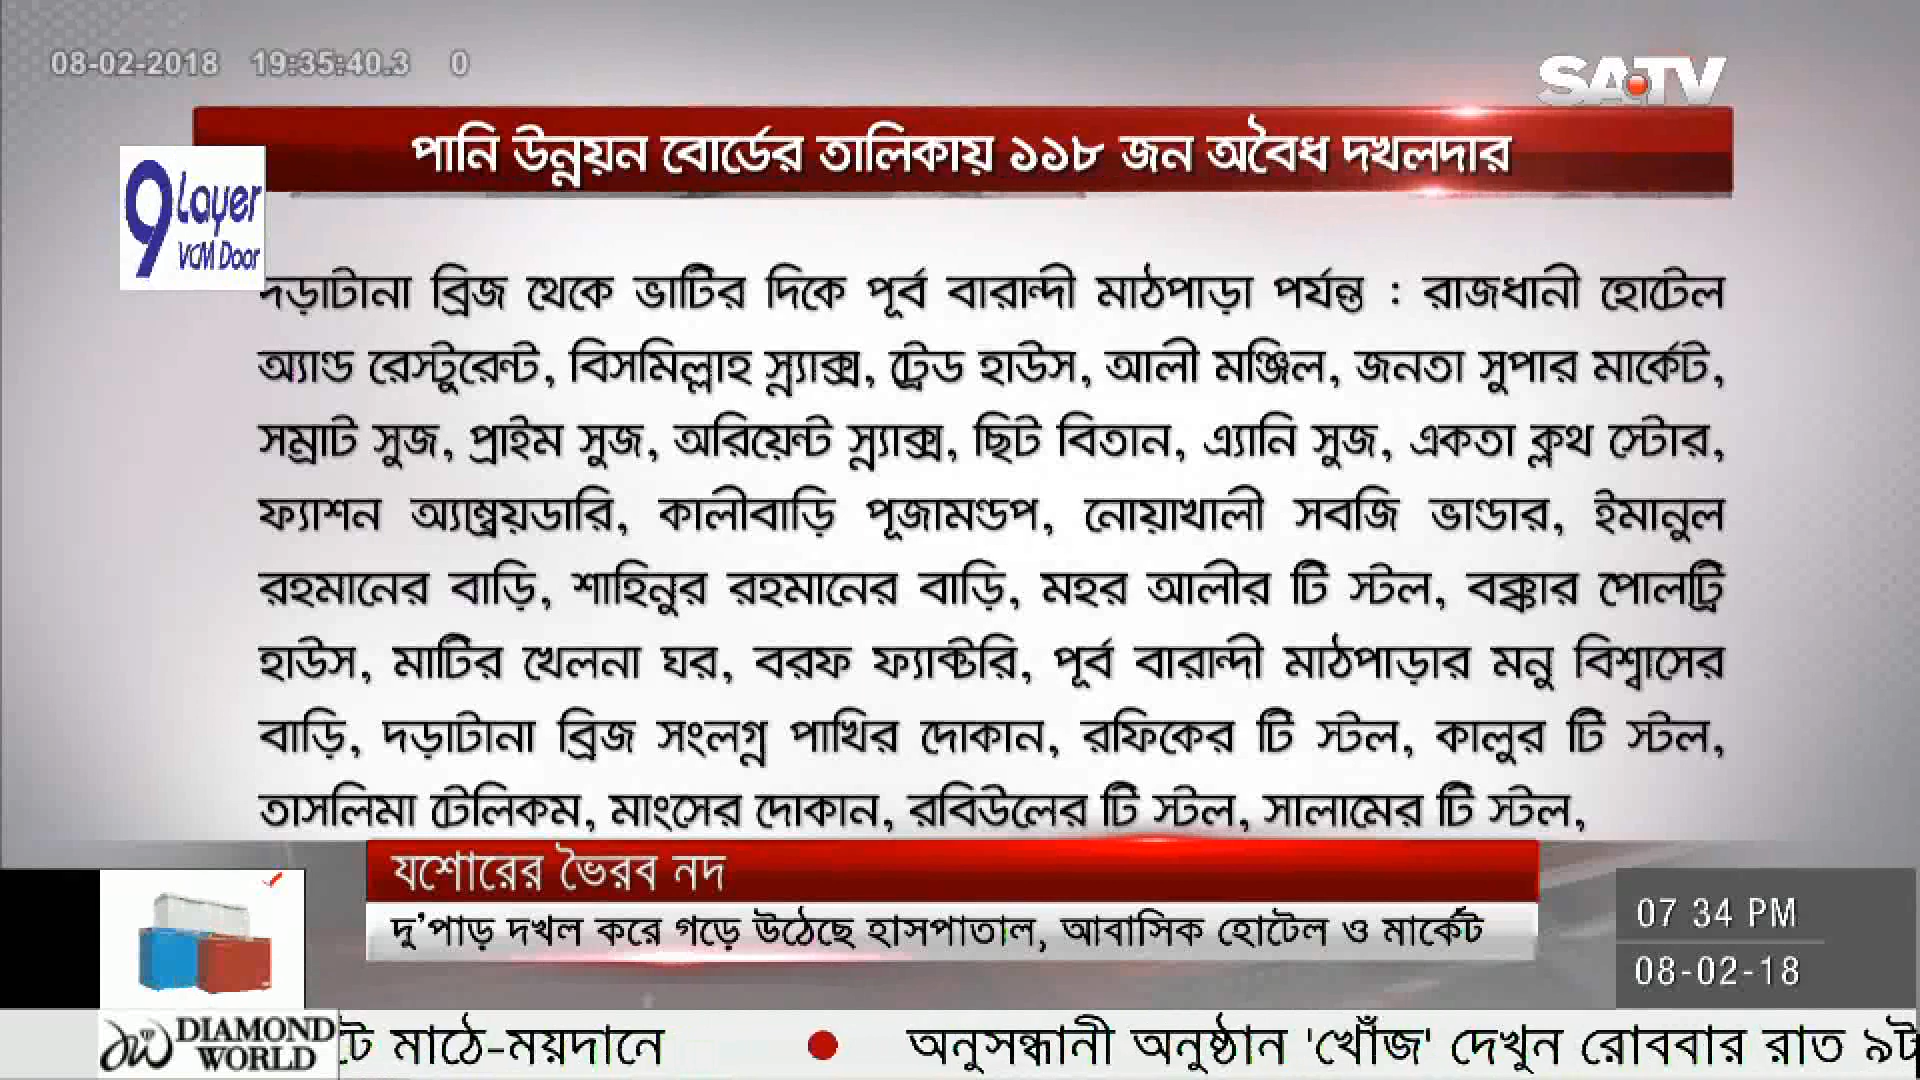 08-02-2018 19:35:40.3 0
SATV
পানি উন্নয়ন বোর্ডের তালিকায় ১১৮ জন অবৈধ দখলদার
9 Layer
VCM Door
দড়াটানা ব্রিজ থেকে ভাটির দিকে পূর্ব বারান্দী মাঠপাড়া পর্যন্ত : রাজধানী হোটেল
অ্যাণ্ড রেস্টুরেন্ট, বিসমিল্লাহ স্ন্যাক্স, ট্রেড হাউস, আলী মঞ্জিল, জনতা সুপার মার্কেট,
সম্রাট সুজ, প্রাইম সুজ, অরিয়েন্ট স্ন্যাক্স, ছিট বিতান, এ্যানি সুজ, একতা ক্লথ স্টোর,
ফ্যাশন অ্যাম্ব্রয়ডারি, কালীবাড়ি পূজামণ্ডপ, নোয়াখালী সবজি ভাণ্ডার, ইমানুল
রহমানের বাড়ি, শাহিনুর রহমানের বাড়ি, মহর আলীর টি স্টল, বক্কার পোলট্রি
হাউস, মাটির খেলনা ঘর, বরফ ফ্যাক্টরি, পূর্ব বারান্দী মাঠপাড়ার মনু বিশ্বাসের
বাড়ি, দড়াটানা ব্রিজ সংলগ্ন পাখির দোকান, রফিকের টি স্টল, কালুর টি স্টল,
তাসলিমা টেলিকম, মাংসের দোকান, রবিউলের টি স্টল, সালামের টি স্টল,
যশোরের ভৈরব নদ
দু'পাড় দখল করে গড়ে উঠেছে হাসপাতাল, আবাসিক হোটেল ও মার্কেট
07 34 PM
08-02-18
DIAMOND
WORLD
টে মাঠে-ময়দানে ● অনুসন্ধানী অনুষ্ঠান 'খোঁজ' দেখুন রোববার রাত ৯ট